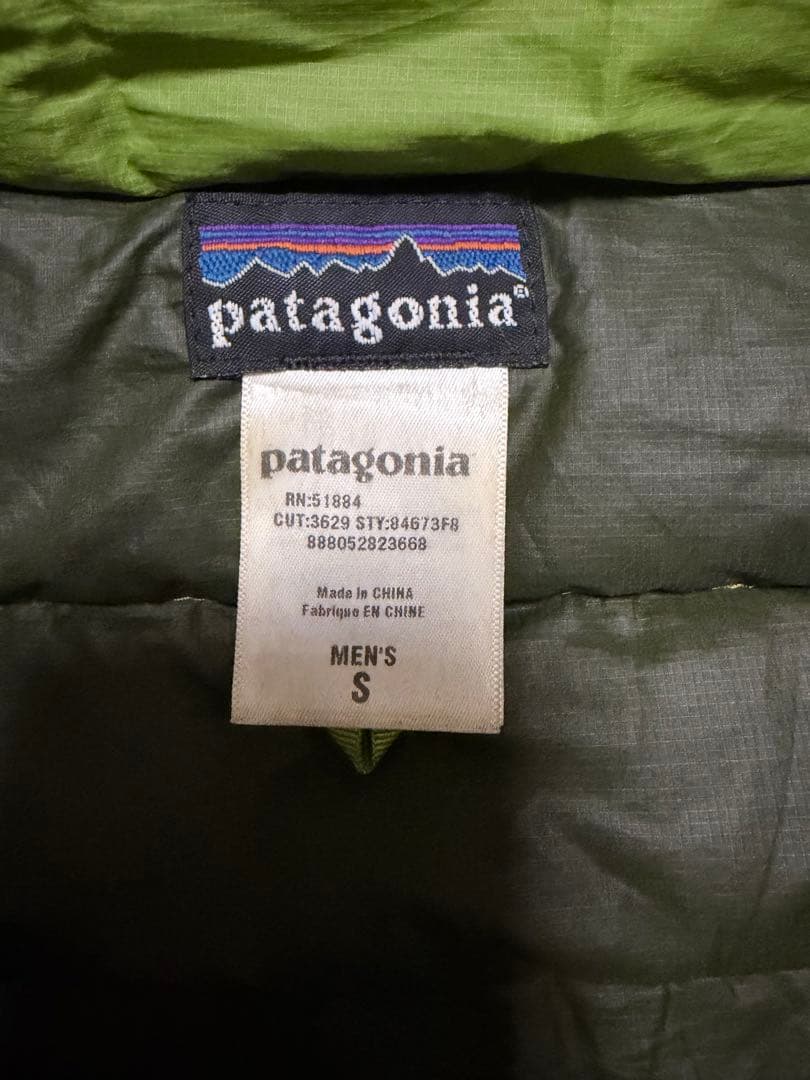 patagonia®
patagonia
RN:51884
CUT:3629 STY:84673F8
888052823668
Made in CHINA
Fabriqué EN CHINE
MEN'S
S